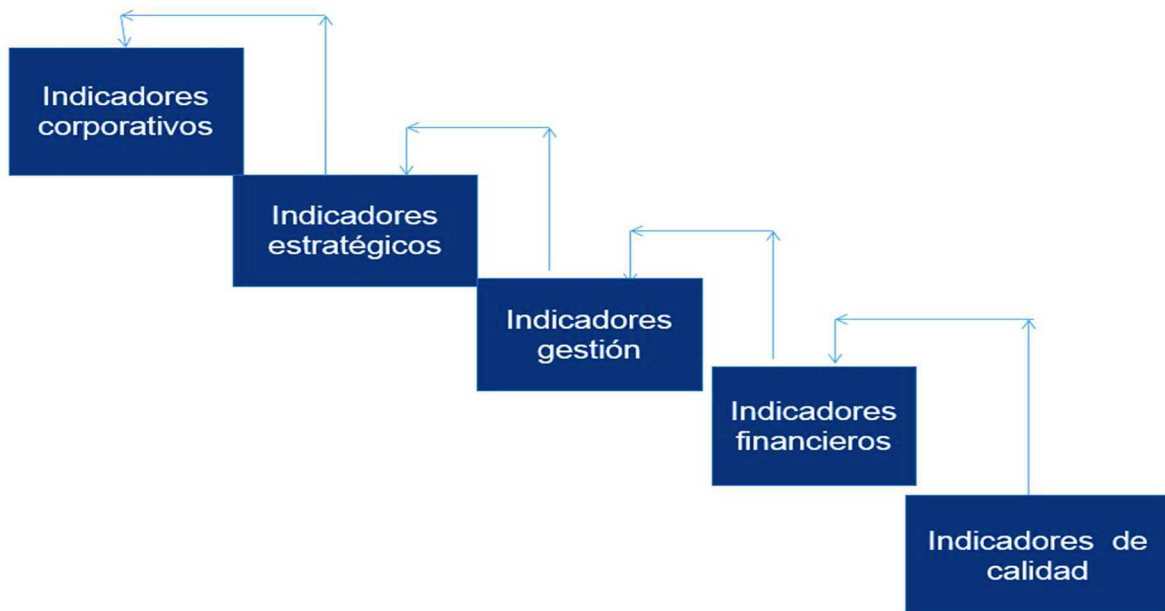 Indicadores
corporativos
Indicadores
estratégicos
Indicadores
gestión
Indicadores
financieros
Indicadores de
calidad